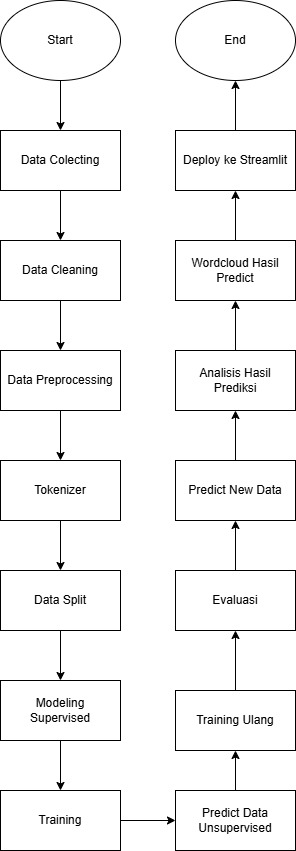 Start
Data Colecting
Data Cleaning
Data Preprocessing
Tokenizer
Data Split
Modeling
Supervised
Training
Predict Data
Unsupervised
Training Ulang
Evaluasi
Predict New Data
Analisis Hasil
Prediksi
Wordcloud Hasil
Predict
Deploy ke Streamlit
End